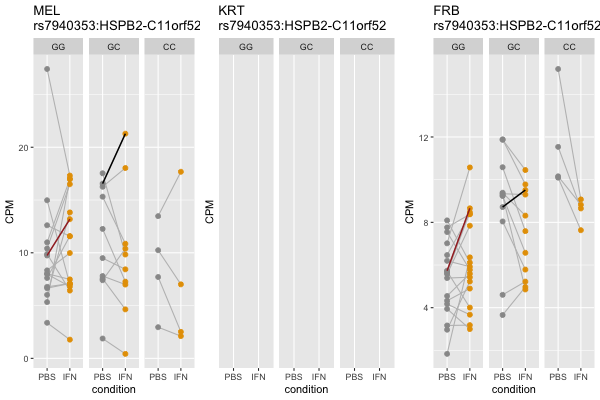 MEL
rs7940353:HSPB2-C11orf52
GG GC CC
CPM
20
10
0
PBS IFN PBS IFN PBS IFN
condition
KRT
rs7940353:HSPB2-C11orf52
GG GC CC
CPM
PBS IFN PBS IFN PBS IFN
condition
FRB
rs7940353:HSPB2-C11orf52
GG GC CC
CPM
12
8
4
PBS IFN PBS IFN PBS IFN
condition